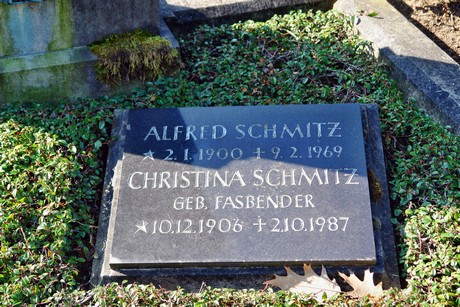 ALFRED SCHMITZ
☆ 2.1.1900 ✝ 9.2.1969
CHRISTINA SCHMITZ
GEB. FASBENDER
☆10.12.1906 ✝2.10.1987